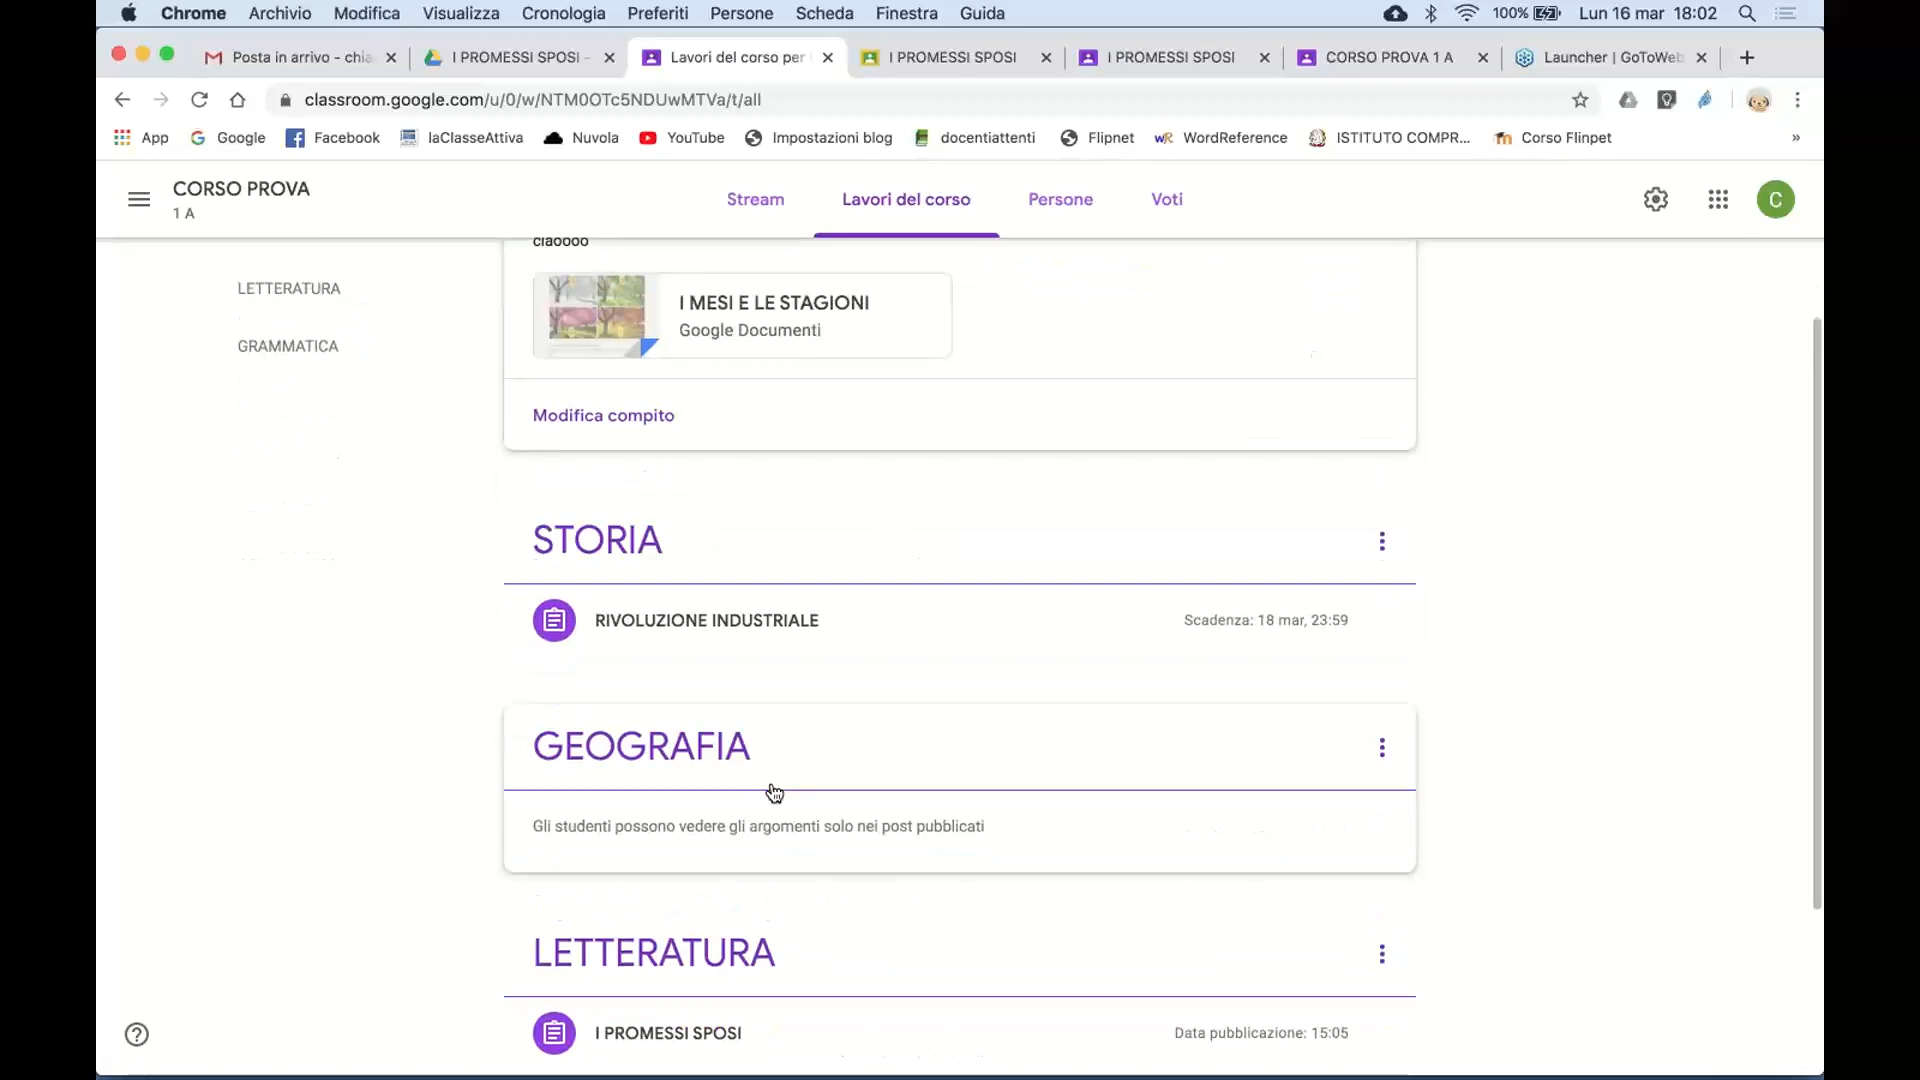 Chrome Archivio Modifica Visualizza Cronologia Preferiti Persone Scheda Finestra Guida 100% Lun 16 mar 18:02
Posta in arrivo - chia I PROMESSI SPOSI - Lavori del corso per I PROMESSI SPOSI I PROMESSI SPOSI CORSO PROVA 1 A Launcher | GoToWeb
classroom.google.com/u/0/w/NTM0OTc5NDUwMTVa/t/all
App Google Facebook laClasseAttiva Nuvola YouTube Impostazioni blog docentiattenti Flipnet WordReference ISTITUTO COMPR... Corso Flinpet »
CORSO PROVA
1 A
Stream Lavori del corso Persone Voti
C
ciaoooo
LETTERATURA
GRAMMATICA
I MESI E LE STAGIONI
Google Documenti
Modifica compito
STORIA
RIVOLUZIONE INDUSTRIALE Scadenza: 18 mar, 23:59
GEOGRAFIA
Gli studenti possono vedere gli argomenti solo nei post pubblicati
LETTERATURA
I PROMESSI SPOSI Data pubblicazione: 15:05